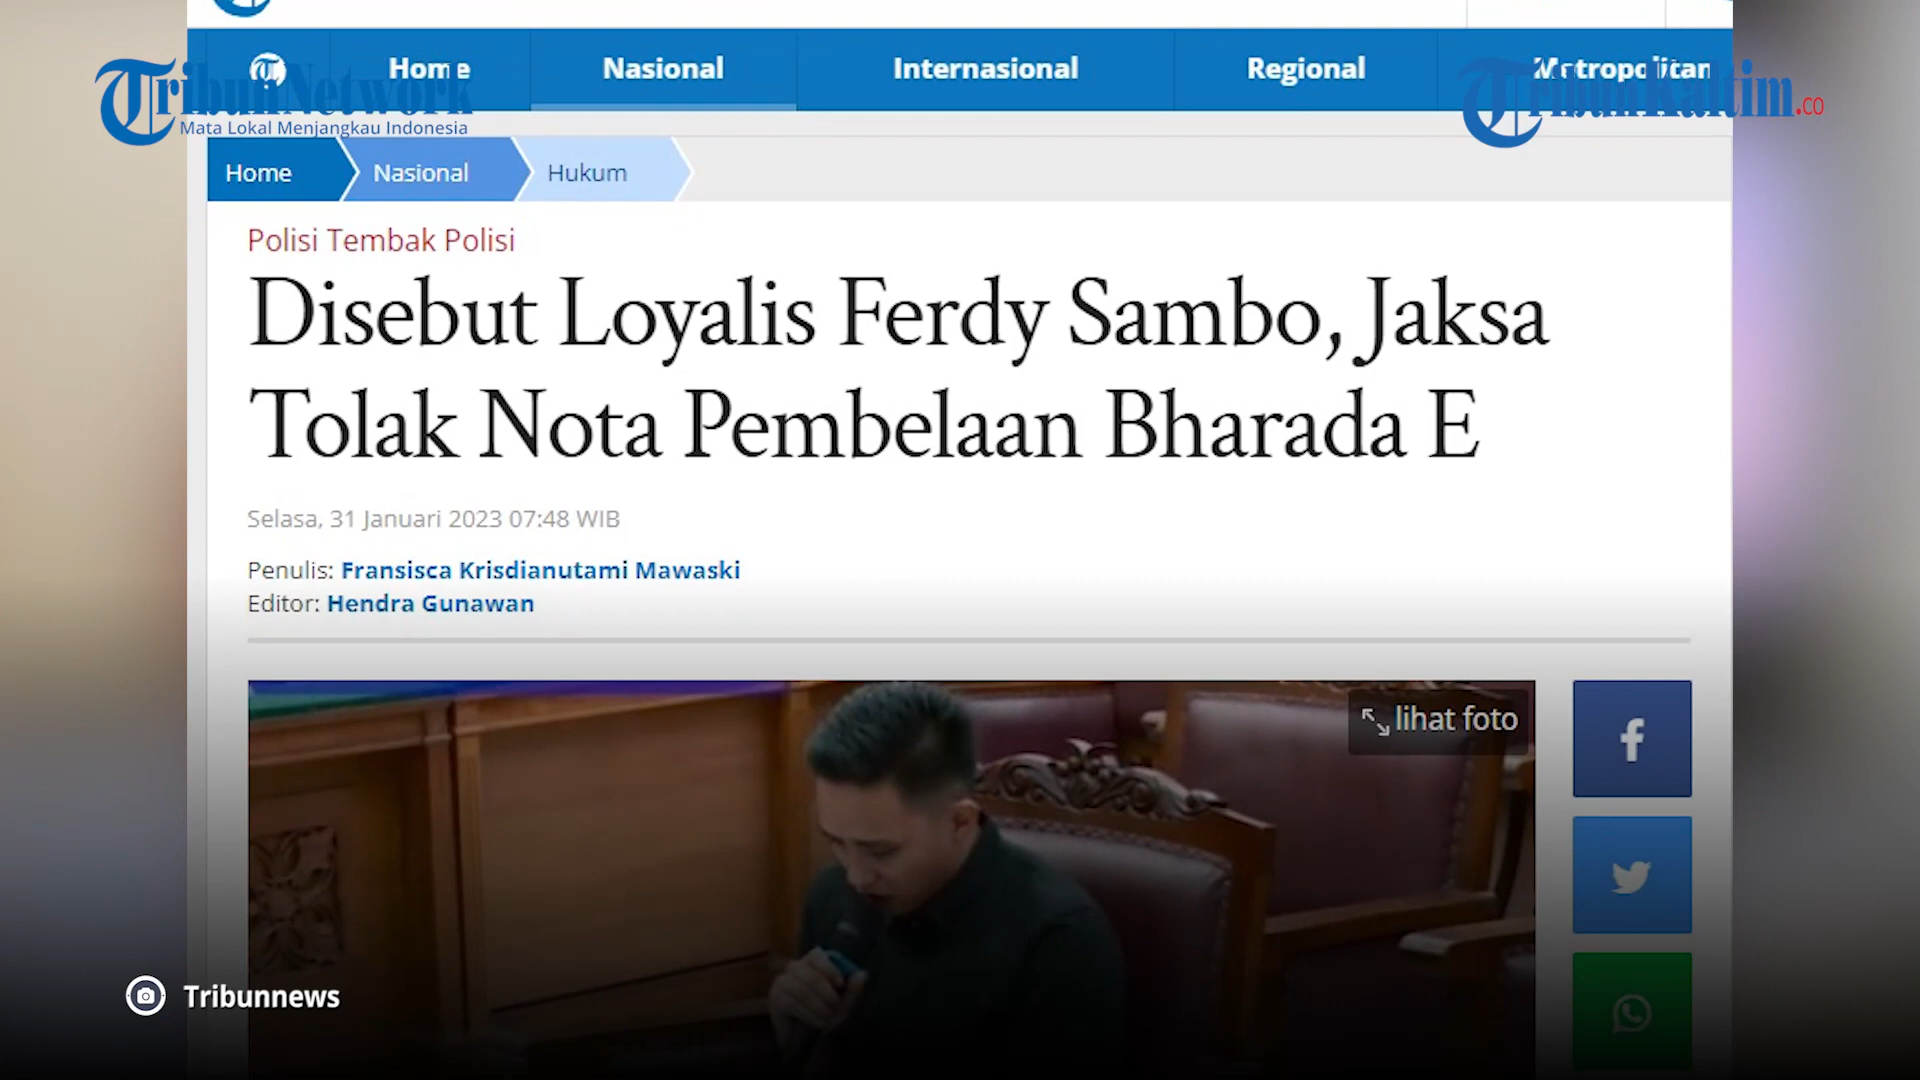 Home Nasional Internasional Regional Metropolitan
TribunNetwork
Mata Lokal Menjangkau Indonesia
TribunKaltim.co
Home Nasional Hukum
Polisi Tembak Polisi
Disebut Loyalis Ferdy Sambo, Jaksa
Tolak Nota Pembelaan Bharada E
Selasa, 31 Januari 2023 07:48 WIB
Penulis: Fransisca Krisdianutami Mawaski
Editor: Hendra Gunawan
lihat foto
Tribunnews